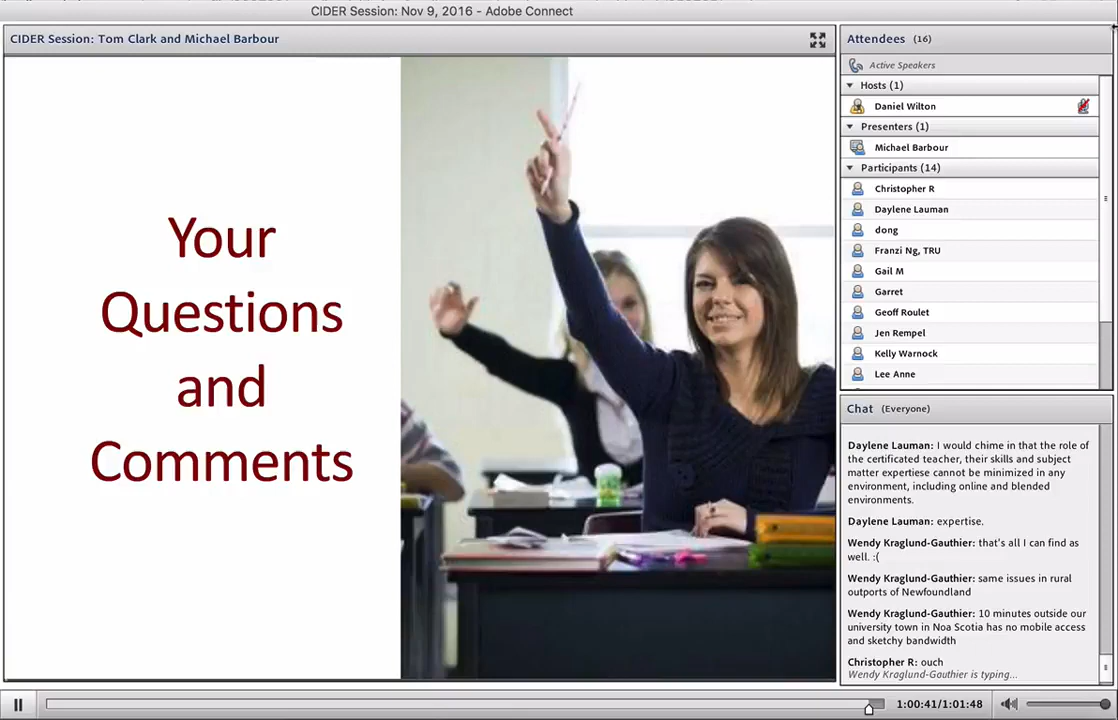 CIDER Session: Nov 9, 2016 - Adobe Connect
CIDER Session: Tom Clark and Michael Barbour
Your
Questions
and
Comments
Attendees (16)
Active Speakers
Hosts (1)
Daniel Wilton
Presenters (1)
Michael Barbour
Participants (14)
Christopher R
Daylene Lauman
dong
Franzi Ng, TRU
Gail M
Garret
Geoff Roulet
Jen Rempel
Kelly Warnock
Lee Anne
Chat (Everyone)
Daylene Lauman: I would chime in that the role of
the certificated teacher, their skills and subject
matter expertiese cannot be minimized in any
environment, including online and blended
environments.
Daylene Lauman: expertise.
Wendy Kraglund-Gauthier: that's all I can find as
well. :(
Wendy Kraglund-Gauthier: same issues in rural
outports of Newfoundland
Wendy Kraglund-Gauthier: 10 minutes outside our
university town in Noa Scotia has no mobile access
and sketchy bandwidth
Christopher R: ouch
Wendy Kraglund-Gauthier is typing...
1:00:41/1:01:48